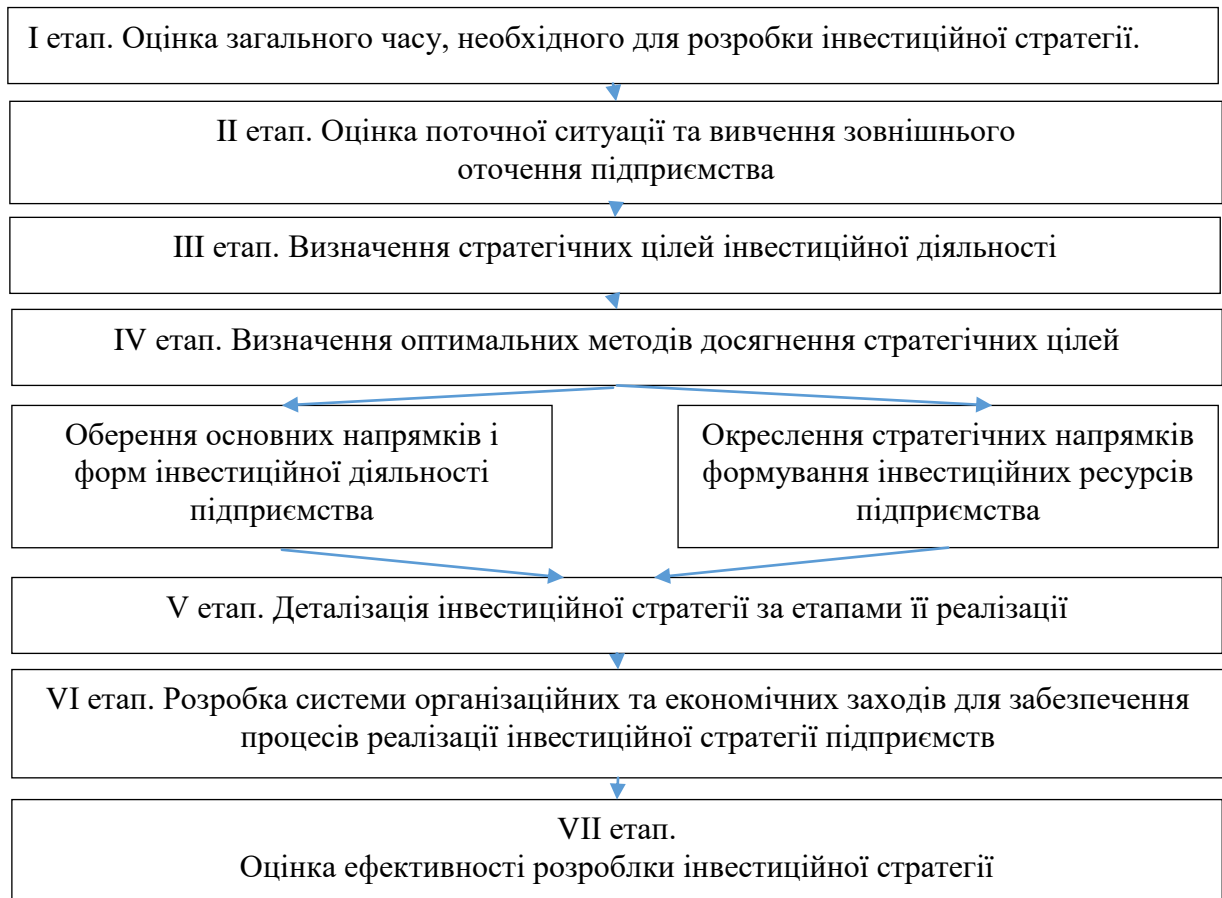 І етап. Оцінка загального часу, необхідного для розробки інвестиційної стратегії.
ІІ етап. Оцінка поточної ситуації та вивчення зовнішнього
оточення підприємства
ІІІ етап. Визначення стратегічних цілей інвестиційної діяльності
IV етап. Визначення оптимальних методів досягнення стратегічних цілей
Оберення основних напрямків і
форм інвестиційної діяльності
підприємства
Окреслення стратегічних напрямків
формування інвестиційних ресурсів
підприємства
V етап. Деталізація інвестиційної стратегії за етапами її реалізації
VI етап. Розробка системи організаційних та економічних заходів для забезпечення
процесів реалізації інвестиційної стратегії підприємств
VII етап.
Оцінка ефективності розроблки інвестиційної стратегії